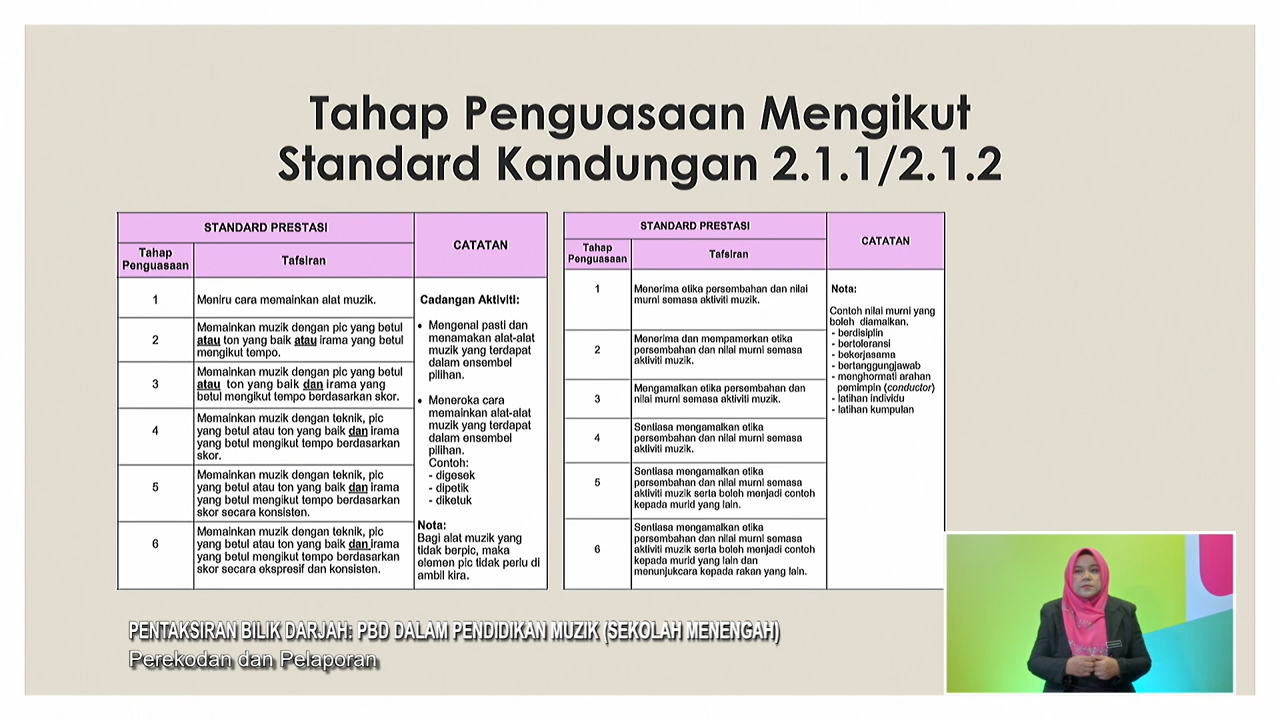 Tahap Penguasaan Mengikut
Standard Kandungan 2.1.1/2.1.2
STANDARD PRESTASI
CATATAN
Tahap
Penguasaan
Tafsiran
1
Meniru cara memainkan alat muzik.
2
Memainkan muzik dengan pic yang betul
atau ton yang baik atau irama yang betul
mengikut tempo.
3
Memainkan muzik dengan pic yang betul
atau ton yang baik dan irama yang
betul mengikut tempo berdasarkan skor.
4
Memainkan muzik dengan teknik, pic
yang betul atau ton yang baik dan irama
yang betul mengikut tempo berdasarkan
skor.
5
Memainkan muzik dengan teknik, pic
yang betul atau ton yang baik dan irama
yang betul mengikut tempo berdasarkan
skor secara konsisten.
6
Memainkan muzik dengan teknik, pic
yang betul atau ton yang baik dan irama
yang betul mengikut tempo berdasarkan
skor secara ekspresif dan konsisten.
Cadangan Aktiviti:
• Mengenal pasti dan
menamakan alat-alat
muzik yang terdapat
dalam ensembel
pilihan.
• Meneroka cara
memainkan alat-alat
muzik yang terdapat
dalam ensembel
pilihan.
Contoh:
- digesek
- dipetik
- diketuk
Nota:
Bagi alat muzik yang
tidak berpic, maka
elemen pic tidak perlu di
ambil kira.
STANDARD PRESTASI
CATATAN
Tahap
Penguasaan
Tafsiran
1
Menerima etika persembahan dan nilai
murni semasa aktiviti muzik.
2
Menerima dan mempamerkan etika
persembahan dan nilai murni semasa
aktiviti muzik.
3
Mengamalkan etika persembahan dan
nilai murni semasa aktiviti muzik.
4
Sentiasa mengamalkan etika
persembahan dan nilai murni semasa
aktiviti muzik.
5
Sentiasa mengamalkan etika
persembahan dan nilai murni semasa
aktiviti muzik serta boleh menjadi contoh
kepada murid yang lain.
6
Sentiasa mengamalkan etika
persembahan dan nilai murni semasa
aktiviti muzik serta boleh menjadi contoh
kepada murid yang lain dan
menunjukcara kepada rakan yang lain.
Nota:
Contoh nilai murni yang
boleh diamalkan.
- berdisiplin
- bertoleransi
- bekerjasama
- bertanggungjawab
- menghormati arahan
pemimpin (conductor)
- latihan individu
- latihan kumpulan
PENTAKSIRAN BILIK DARJAH: PBD DALAM PENDIDIKAN MUZIK (SEKOLAH MENENGAH)
Perekodan dan Pelaporan